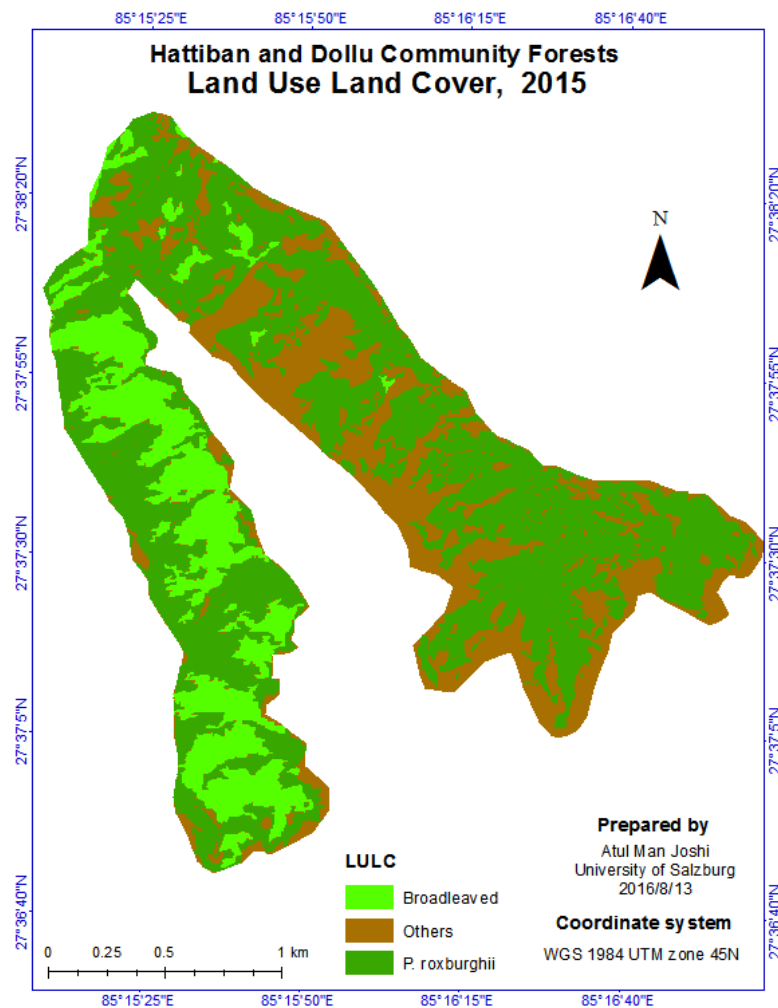 85°15'25"E 85°15'50"E 85°16'15"E 85°16'40"E
Hattiban and Dollu Community Forests
Land Use Land Cover, 2015
27°38'20"N 27°38'20"N
N
27°37'55"N 27°37'55"N
27°37'30"N 27°37'30"N
27°37'5"N 27°37'5"N
Prepared by
Atul Man Joshi
University of Salzburg
2016/8/13
LULC
Broadleaved
Others
P. roxburghii
Coordinate system
WGS 1984 UTM zone 45N
27°36'40"N 27°36'40"N
0 0.25 0.5 1 km
85°15'25"E 85°15'50"E 85°16'15"E 85°16'40"E